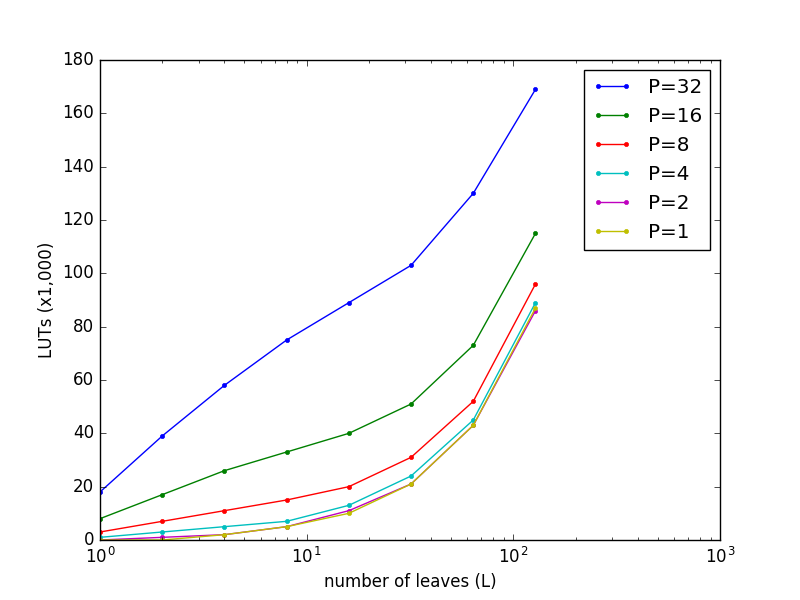 180
160
140
120
100
80
60
40
20
0
LUTs (x1,000)
10^0
10^1
10^2
10^3
number of leaves (L)
P=32
P=16
P=8
P=4
P=2
P=1